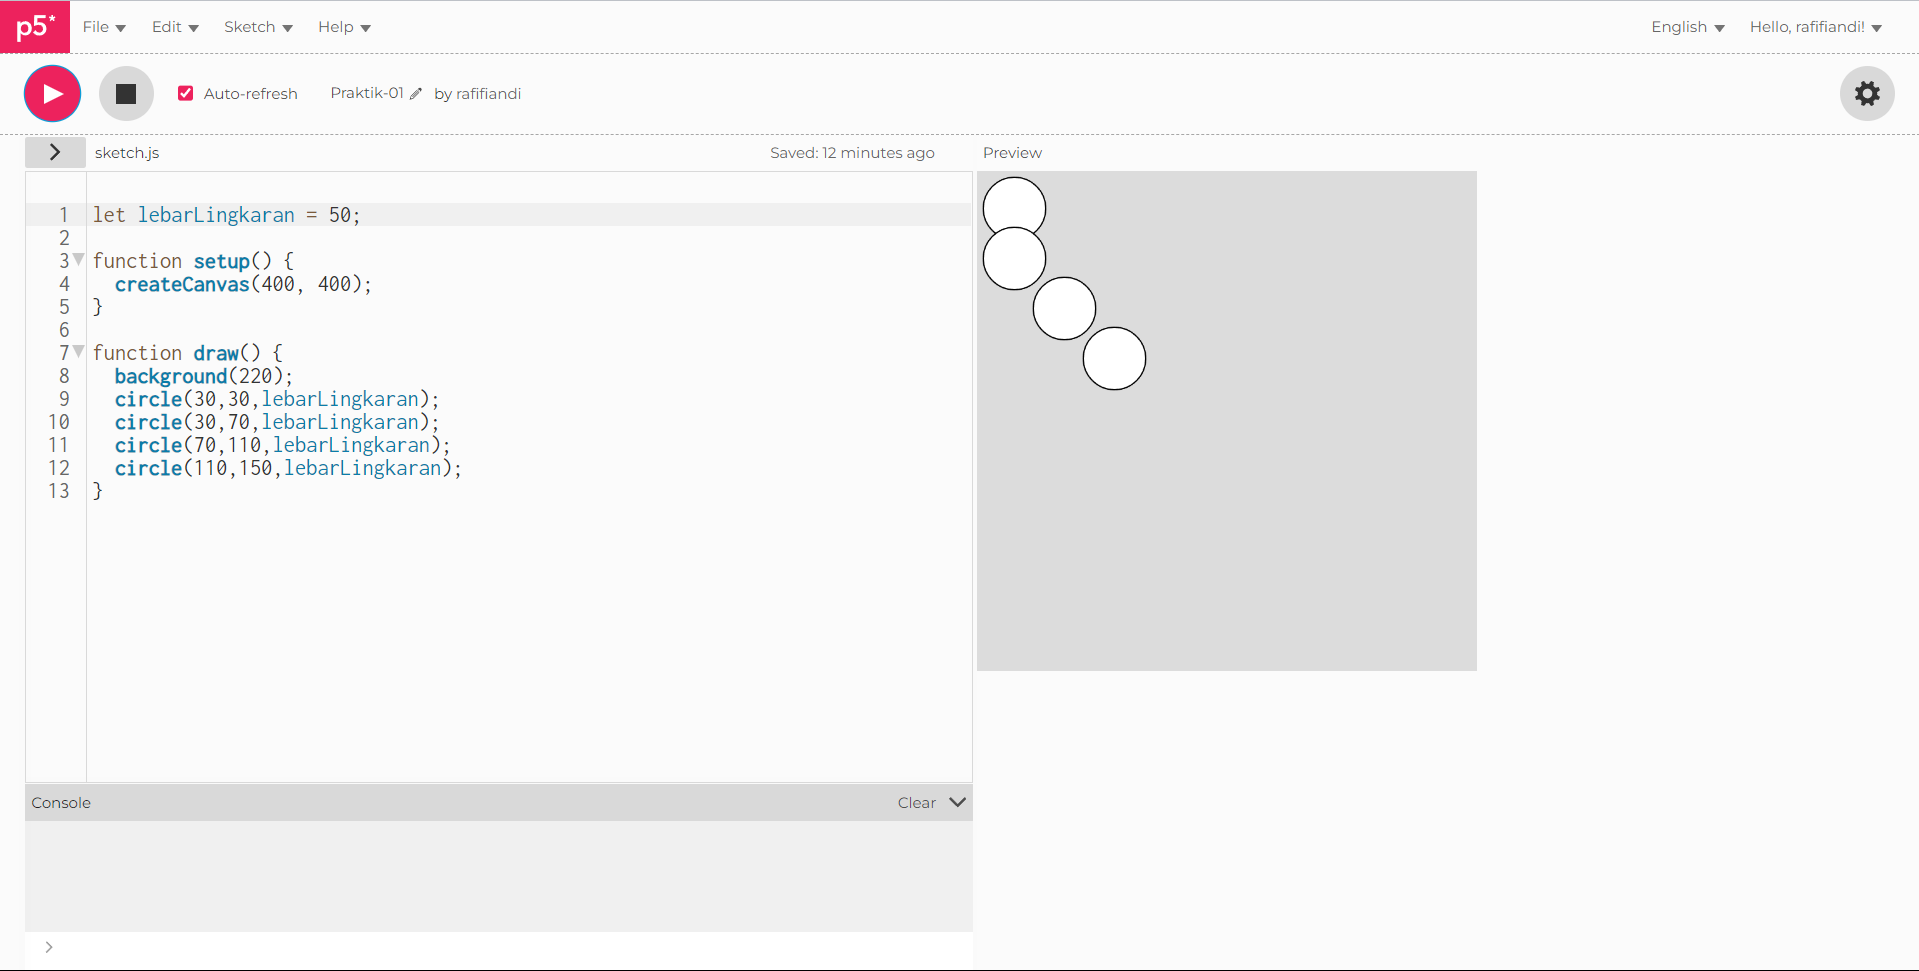 p5* File Edit Sketch Help English Hello, rafifiandi!
Auto-refresh Praktik-01 by rafifiandi
sketch.js Saved: 12 minutes ago Preview
1 let lebarLingkaran = 50;
2
3 function setup() {
4   createCanvas(400, 400);
5 }
6
7 function draw() {
8   background(220);
9   circle(30,30,lebarLingkaran);
10   circle(30,70,lebarLingkaran);
11   circle(70,110,lebarLingkaran);
12   circle(110,150,lebarLingkaran);
13 }
Console Clear